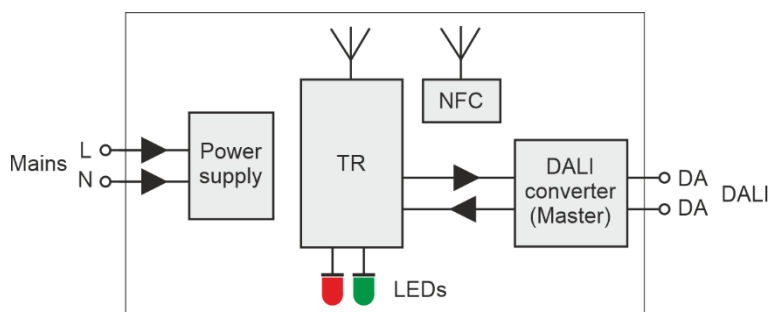 Mains
L
N
Power
supply
TR
NFC
DALI
converter
(Master)
DA
DA
DALI
LEDs